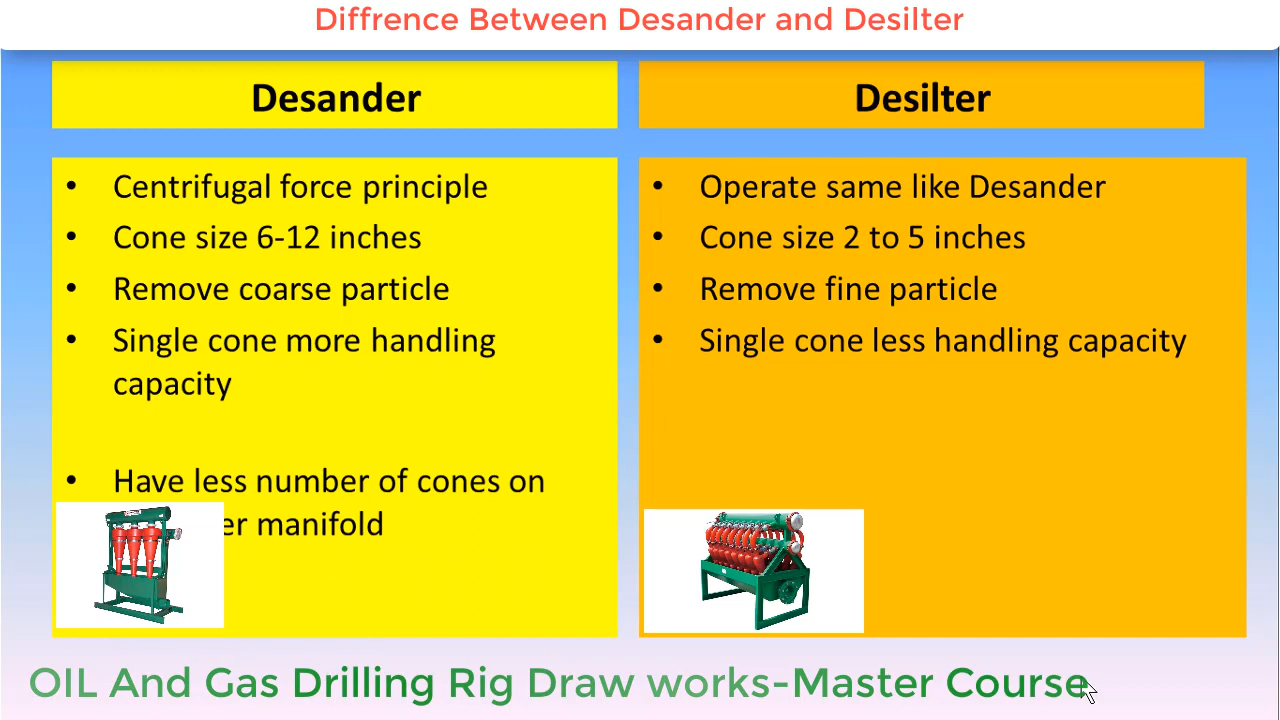 Diffrence Between Desander and Desilter
Desander
• Centrifugal force principle
• Cone size 6-12 inches
• Remove coarse particle
• Single cone more handling
capacity
• Have less number of cones on
er manifold
Desilter
• Operate same like Desander
• Cone size 2 to 5 inches
• Remove fine particle
• Single cone less handling capacity
OIL And Gas Drilling Rig Draw works-Master Course